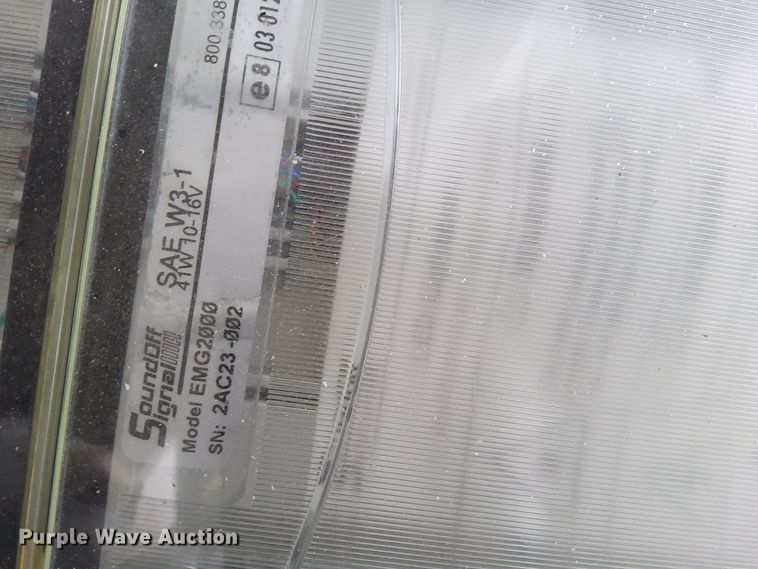 SoundOff
Signal
SAE W3-1
41W 10-16V
800.338
Model EMG2000
SN: 2AC23-002
e8 03 012
Purple Wave Auction